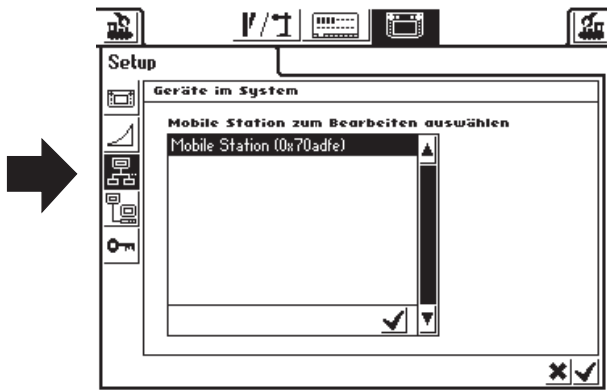 Setup
Geräte im System
Mobile Station zum Bearbeiten auswählen
Mobile Station (0x70adfe)